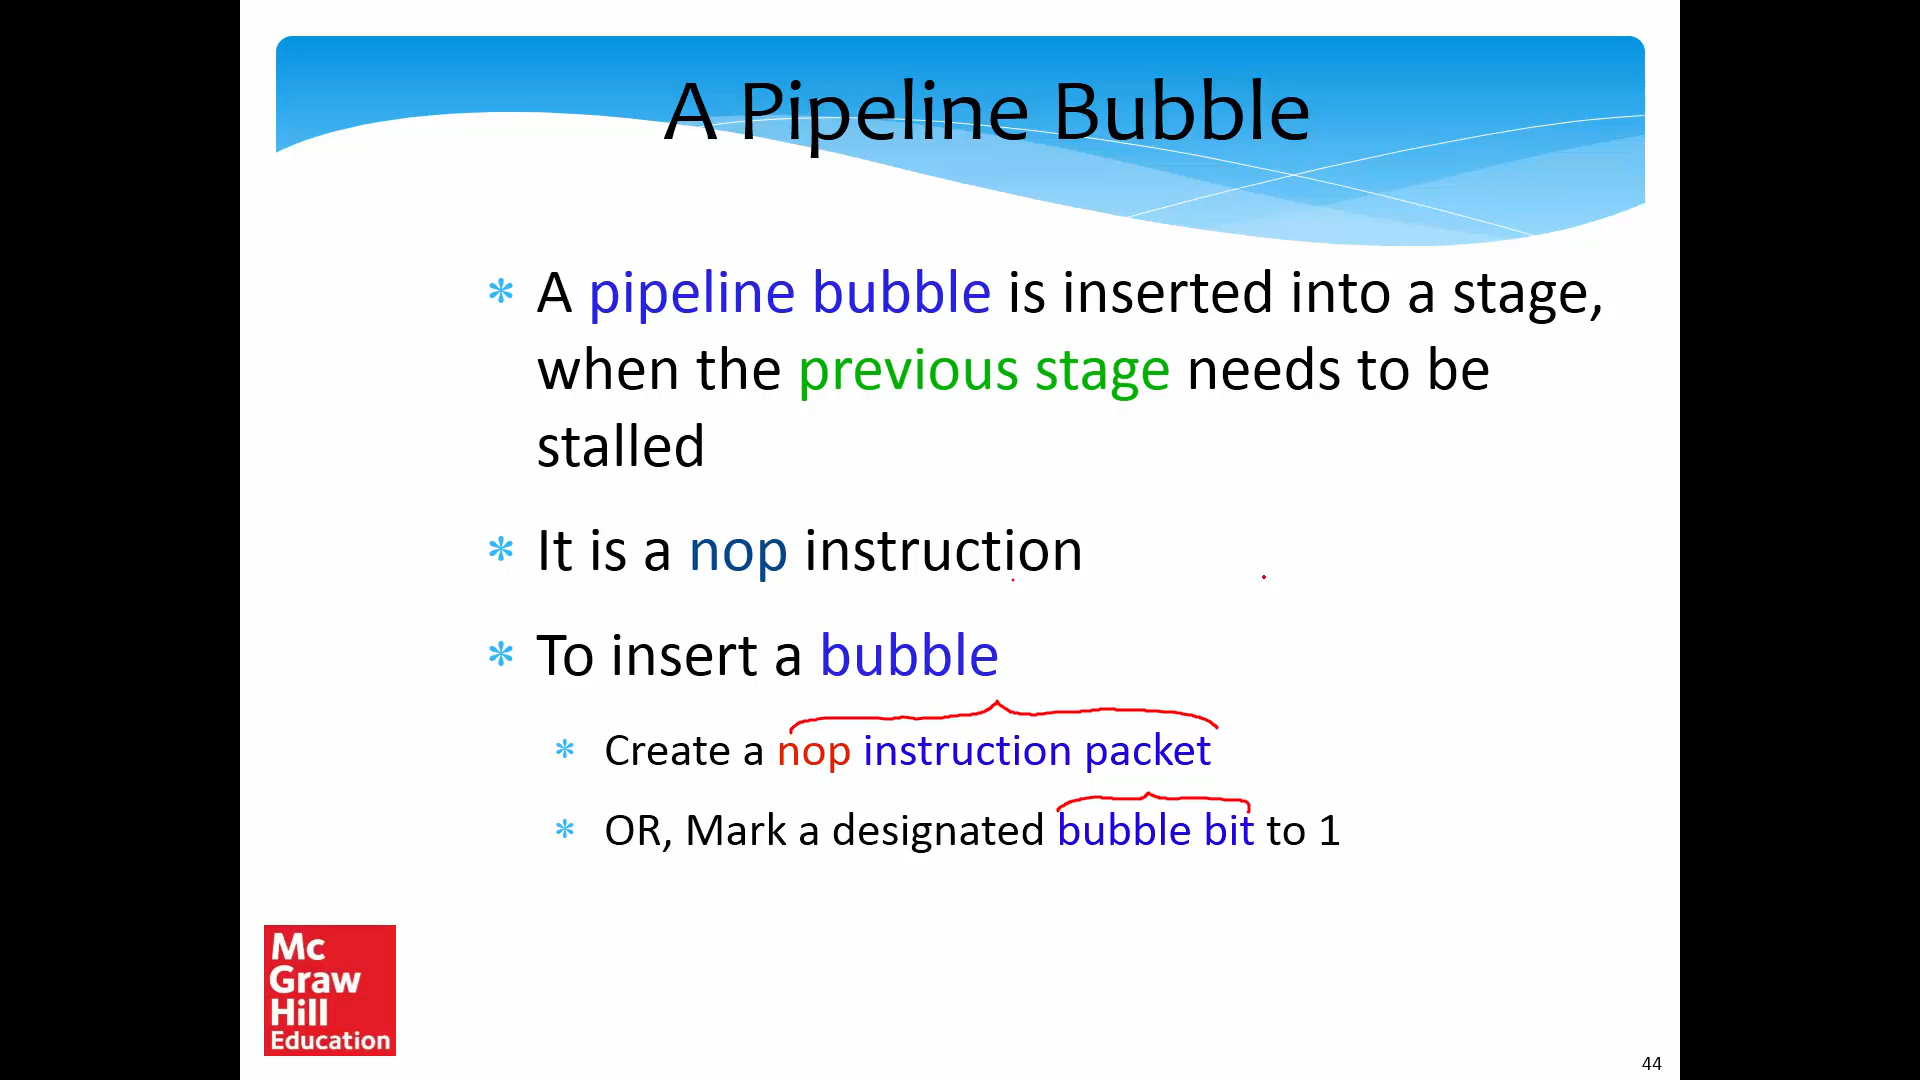 A Pipeline Bubble
* A pipeline bubble is inserted into a stage,
when the previous stage needs to be
stalled
* It is a nop instruction
* To insert a bubble
* Create a nop instruction packet
* OR, Mark a designated bubble bit to 1
Mc
Graw
Hill
Education
44